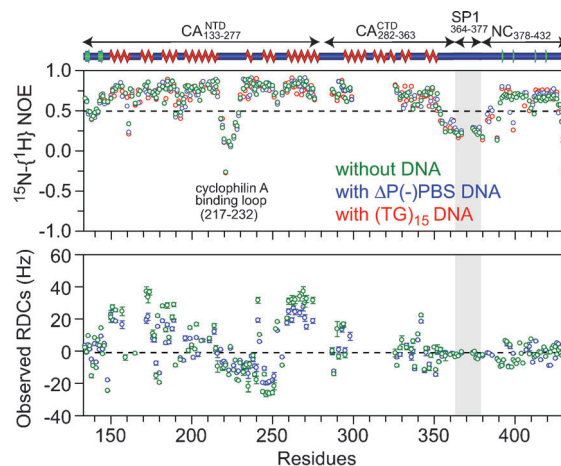 SP1
CA NTD 133-277
CA CTD 282-363
364-377
NC378-432
15N-{1H} NOE
1.0
0.5
0.0
0.5
1.0
cyclophilin A
binding loop
(217-232)
without DNA
with ΔP(-)PBS DNA
with (TG)15 DNA
Observed RDCs (Hz)
60
40
20
0
-20
-40
150 200 250 300 350 400
Residues